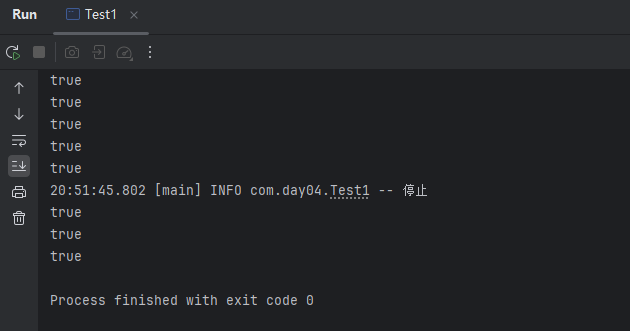 Run Test1
true
true
true
true
true
20:51:45.802 [main] INFO com.day04.Test1 -- 停止
true
true
true
Process finished with exit code 0